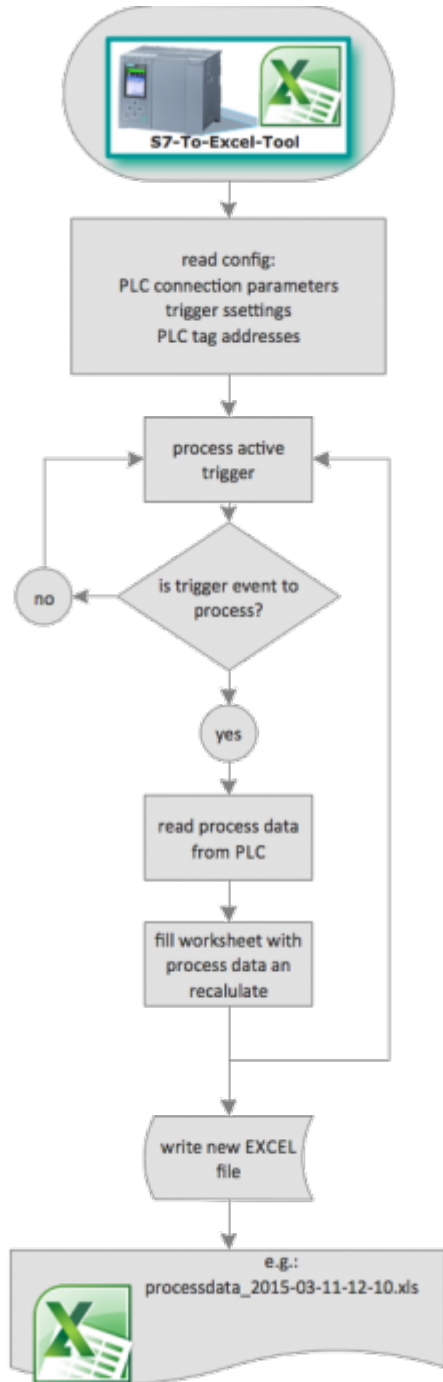 S7-To-Excel-Tool
read config:
PLC connection parameters
trigger ssettings
PLC tag addresses
process active
trigger
is trigger event to
process?
no
yes
read process data
from PLC
fill worksheet with
process data an
recalulate
write new EXCEL
file
e.g.:
processdata_2015-03-11-12-10.xls